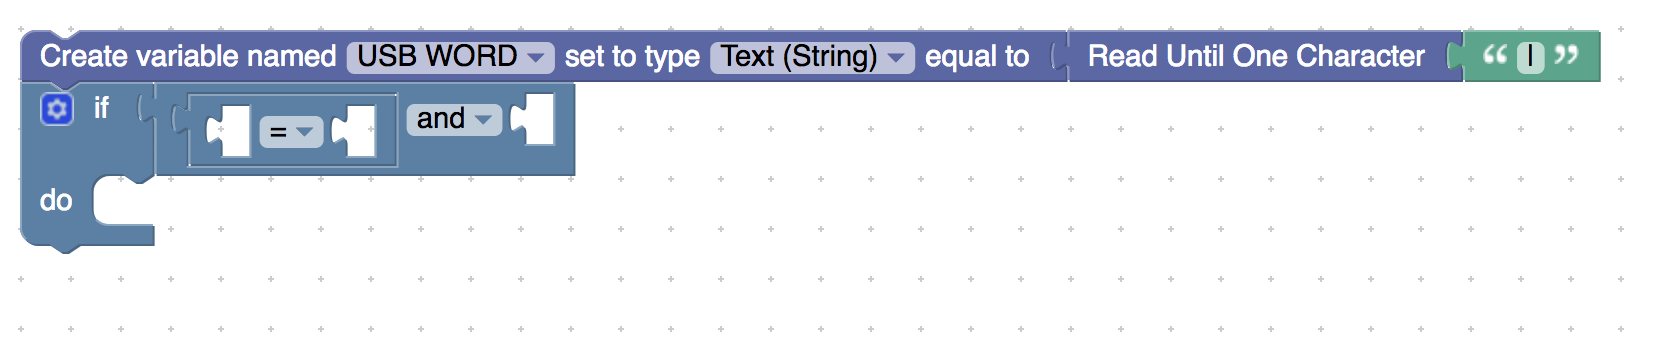 Create variable named USB WORD set to type Text (String) equal to Read Until One Character “ l ”
if = and
do